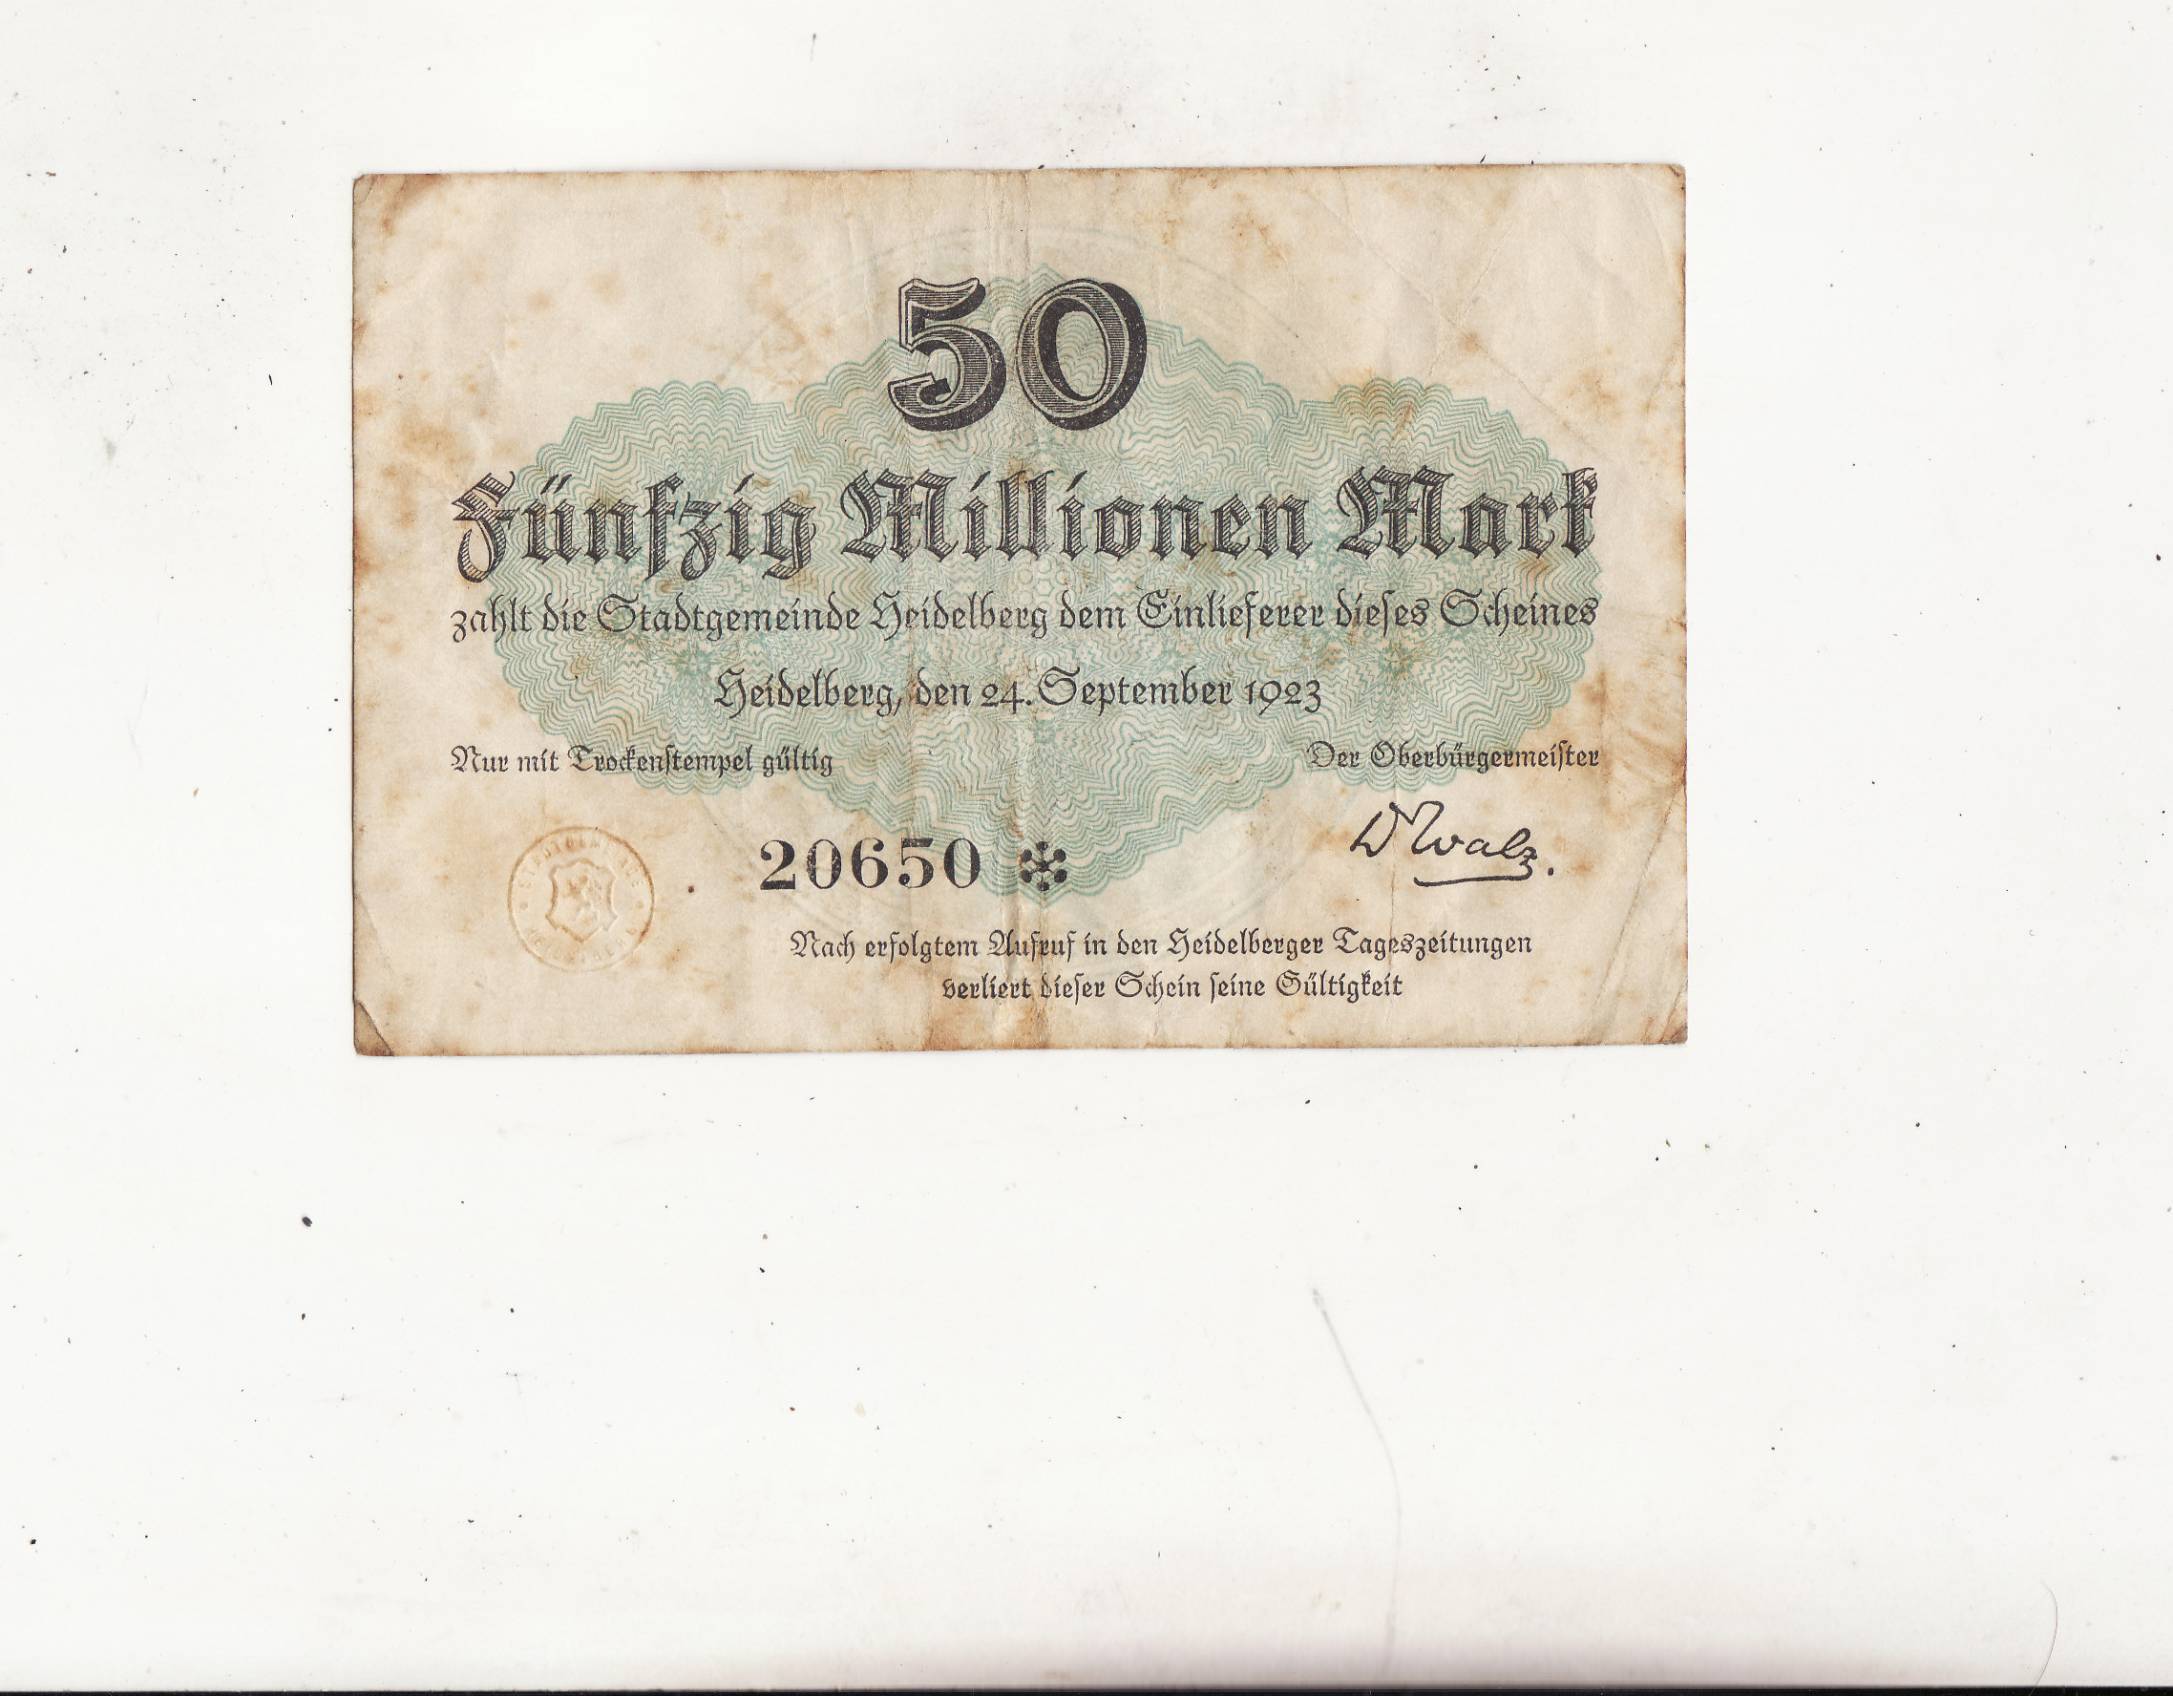 50
Fünfzig Millionen Mark
zahlt die Stadtgemeinde Heidelberg dem Einlieferer dieses Scheines
Heidelberg, den 24. September 1923
Nur mit Trockenstempel gültig
Der Oberbürgermeister
Walz.
20650
Nach erfolgtem Aufruf in den Heidelberger Tageszeitungen
verliert dieser Schein seine Gültigkeit